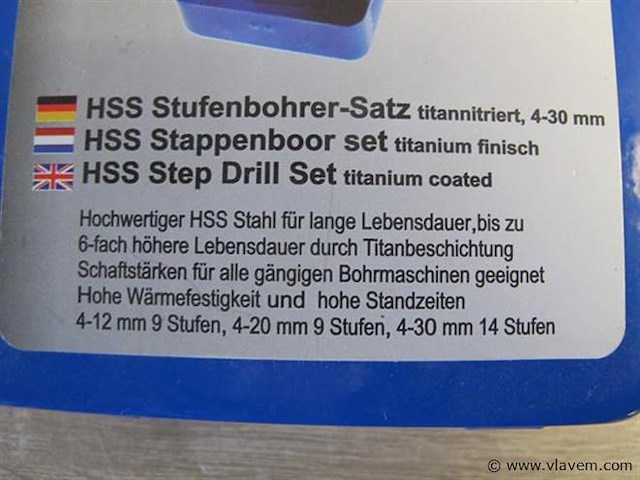 HSS Stufenbohrer-Satz titannitriert, 4-30 mm
HSS Stappenboor set titanium finisch
HSS Step Drill Set titanium coated
Hochwertiger HSS Stahl für lange Lebensdauer,bis zu
6-fach höhere Lebensdauer durch Titanbeschichtung
Schaftstärken für alle gängigen Bohrmaschinen geeignet
Hohe Wärmefestigkeit und hohe Standzeiten
4-12 mm 9 Stufen, 4-20 mm 9 Stufen, 4-30 mm 14 Stufen
© www.vlavem.com